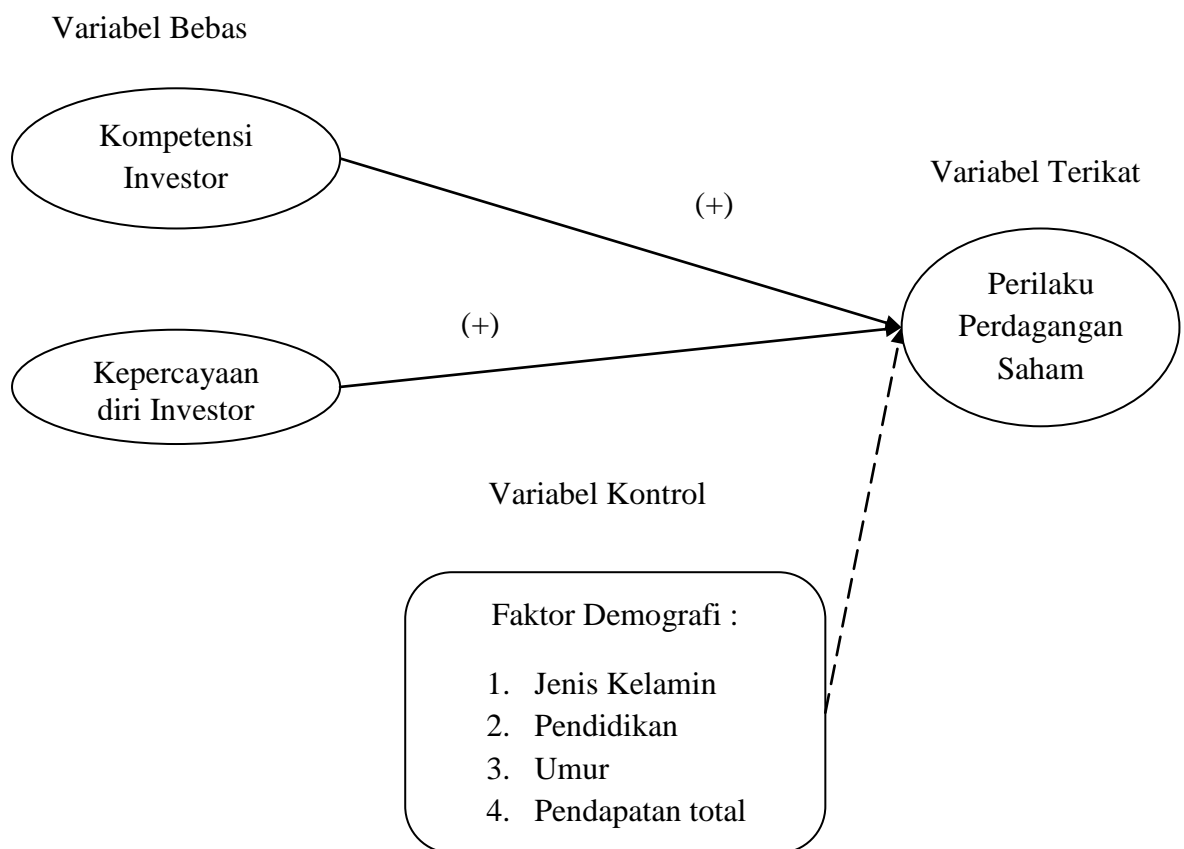 Variabel Bebas
Kompetensi
Investor
Variabel Terikat
(+)
Perilaku
Perdagangan
Saham
(+)
Kepercayaan
diri Investor
Variabel Kontrol
Faktor Demografi :
1. Jenis Kelamin
2. Pendidikan
3. Umur
4. Pendapatan total